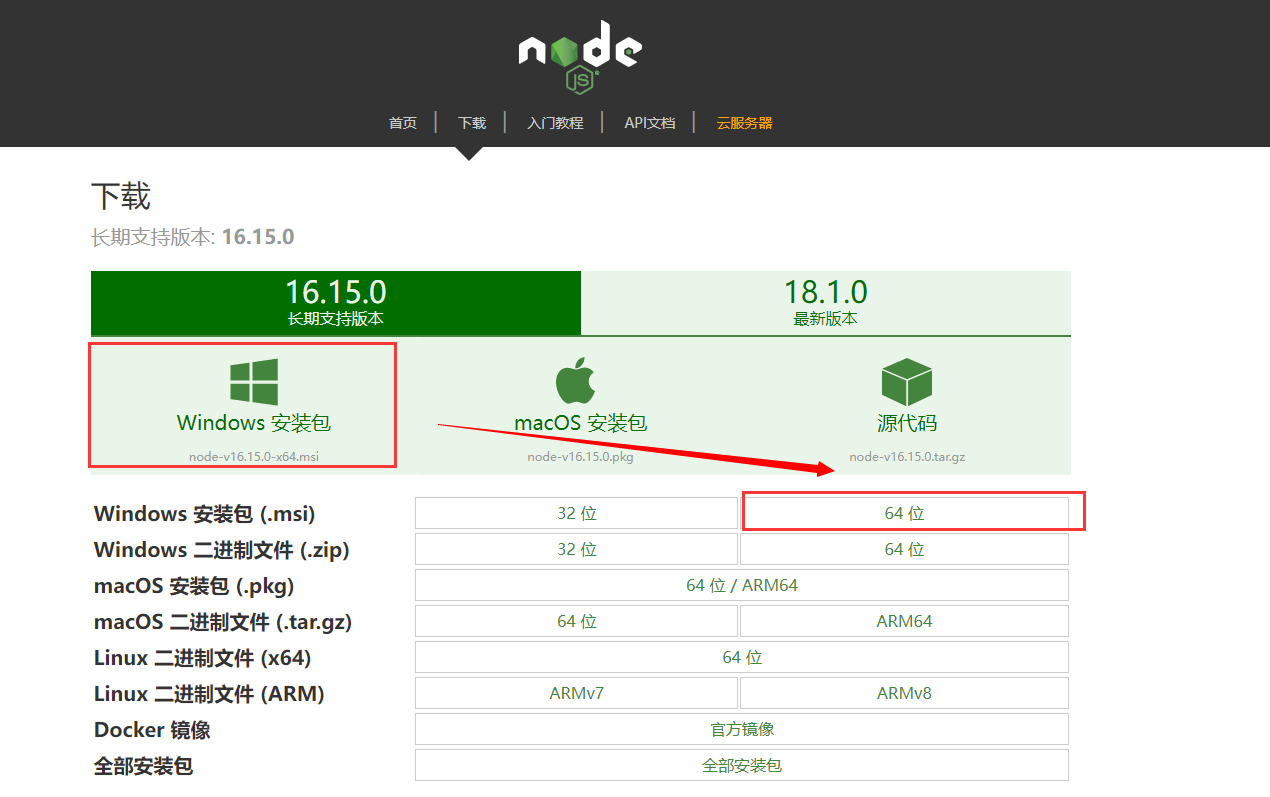 node
JS
首页 下载 入门教程 API文档 云服务器
下载
长期支持版本: 16.15.0
16.15.0
长期支持版本
18.1.0
最新版本
Windows 安装包
node-v16.15.0-x64.msi
macOS 安装包
node-v16.15.0.pkg
源代码
node-v16.15.0.tar.gz
Windows 安装包 (.msi) 32 位 64 位
Windows 二进制文件 (.zip) 32 位 64 位
macOS 安装包 (.pkg) 64 位 / ARM64
macOS 二进制文件 (.tar.gz) 64 位 ARM64
Linux 二进制文件 (x64) 64 位
Linux 二进制文件 (ARM) ARMv7 ARMv8
Docker 镜像 官方镜像
全部安装包 全部安装包